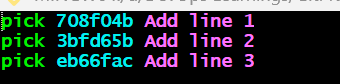 pick 708f04b Add line 1
pick 3bfd65b Add line 2
pick eb66fac Add line 3